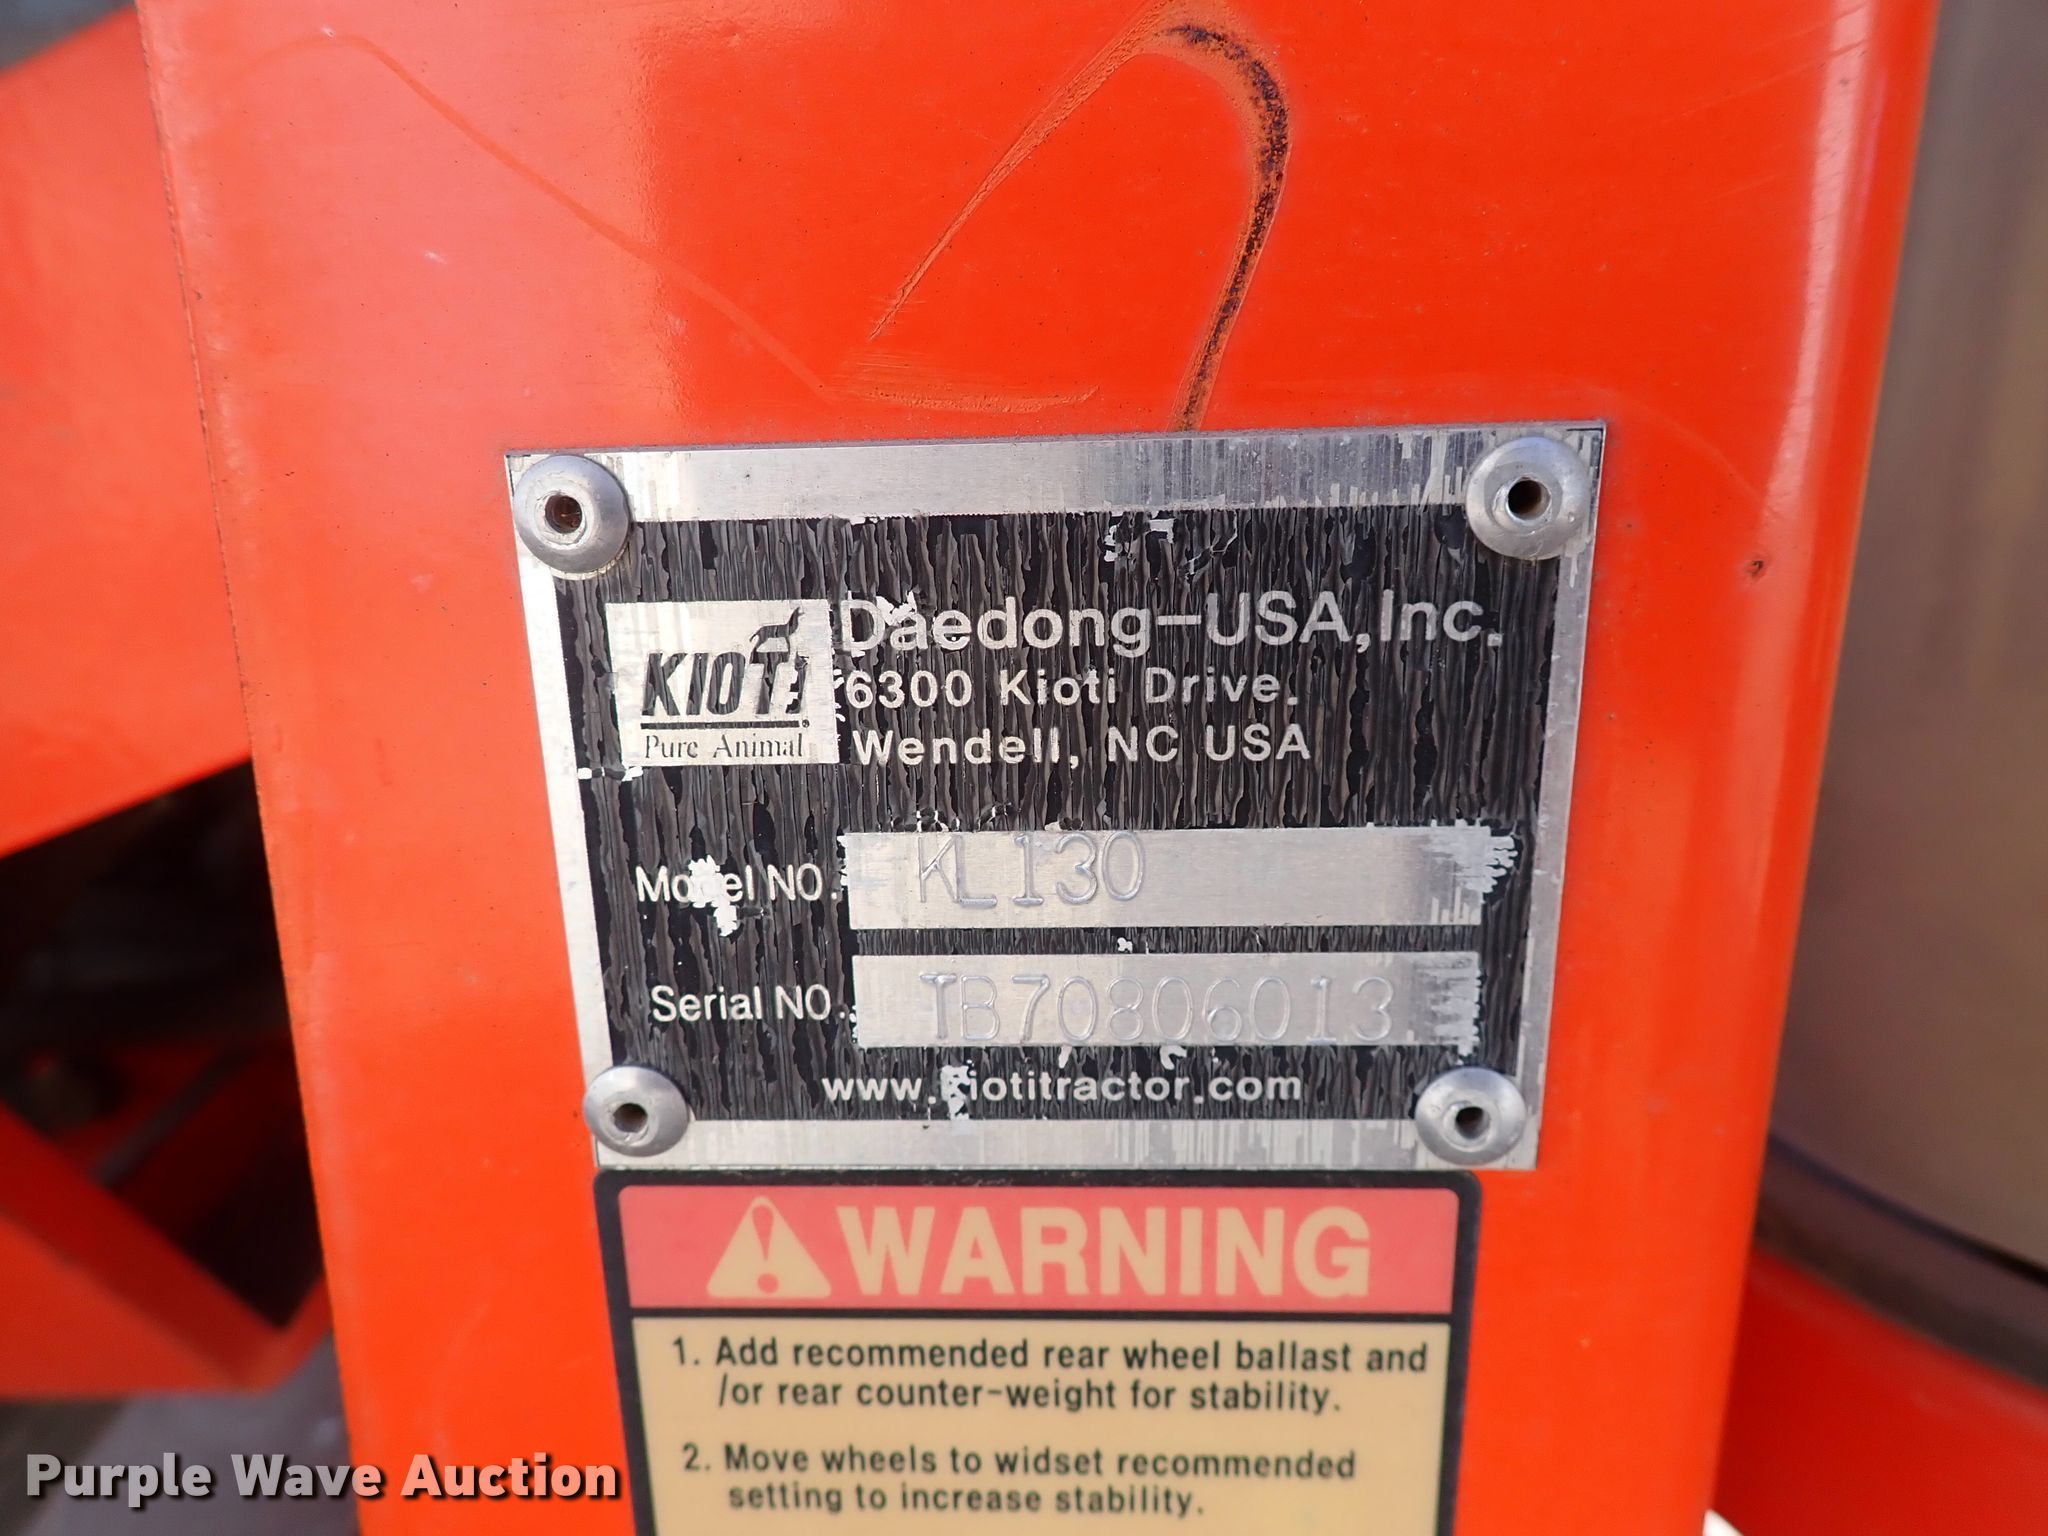 KIOTI
Pure Animal
Daedong-USA, Inc.
6300 Kioti Drive.
Wendell, NC USA
Model NO. KL130
Serial NO. TB70806013
www.kiotitractor.com
WARNING
1. Add recommended rear wheel ballast and
/or rear counter-weight for stability.
2. Move wheels to widset recommended
setting to increase stability.
Purple Wave Auction